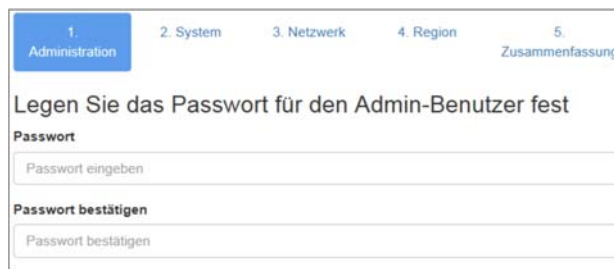 1.
Administration
2. System
3. Netzwerk
4. Region
5.
Zusammenfassung
Legen Sie das Passwort für den Admin-Benutzer fest
Passwort
Passwort eingeben
Passwort bestätigen
Passwort bestätigen